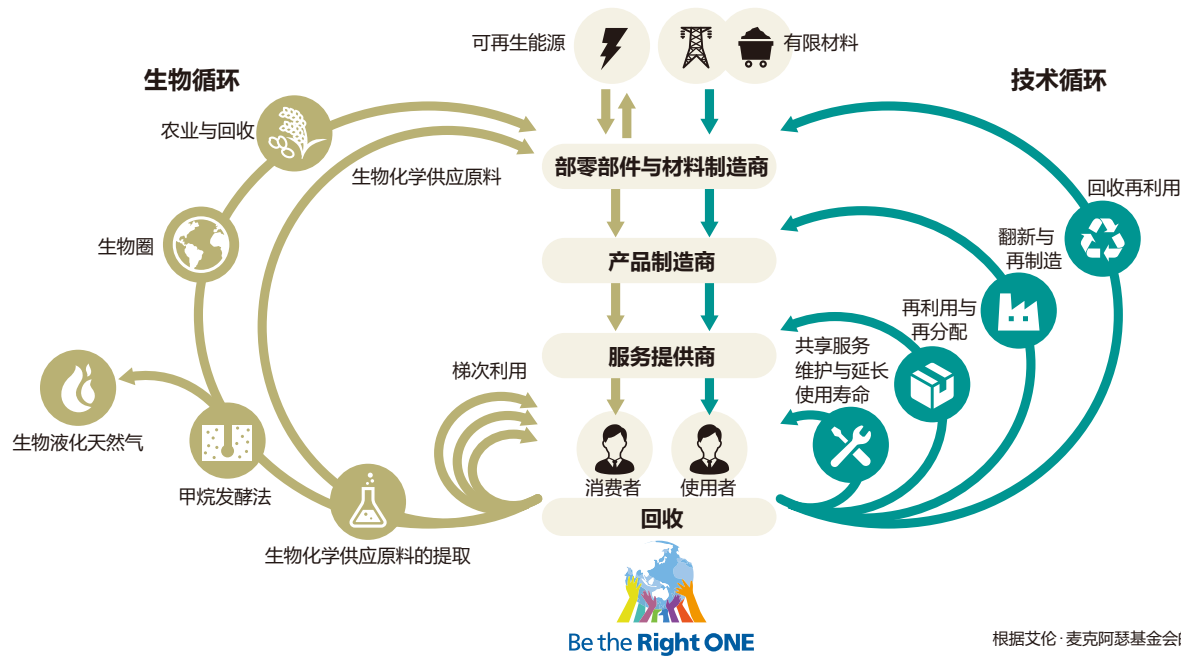 可再生能源
有限材料
生物循环
技术循环
农业与回收
生物化学供应原料
部零部件与材料制造商
回收再利用
生物圈
翻新与
再制造
产品制造商
再利用与
再分配
共享服务
维护与延长
使用寿命
服务提供商
梯次利用
生物液化天然气
甲烷发酵法
消费者
使用者
回收
生物化学供应原料的提取
Be the Right ONE
根据艾伦·麦克阿瑟基金会